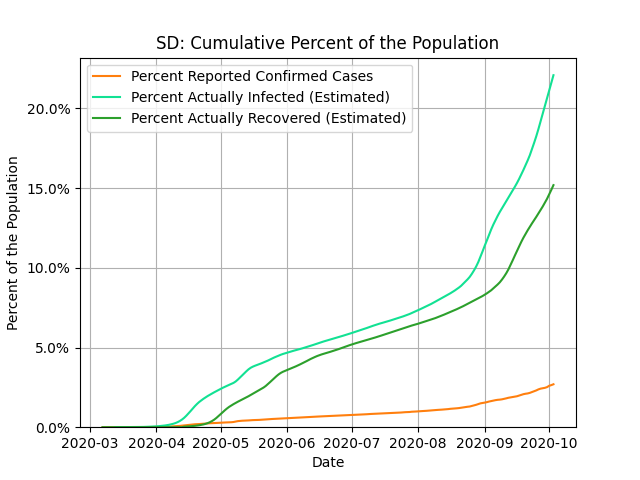 SD: Cumulative Percent of the Population
Percent Reported Confirmed Cases
Percent Actually Infected (Estimated)
Percent Actually Recovered (Estimated)
Percent of the Population
20.0%
15.0%
10.0%
5.0%
0.0%
2020-03 2020-04 2020-05 2020-06 2020-07 2020-08 2020-09 2020-10
Date